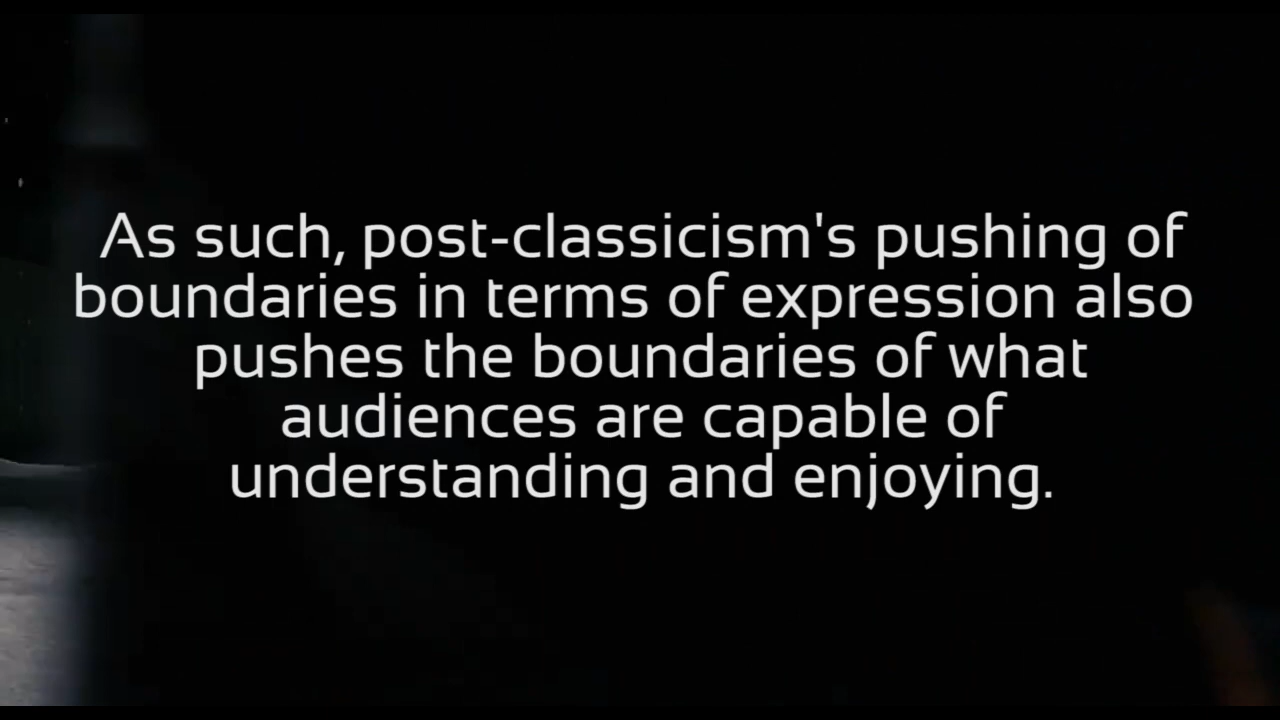 As such, post-classicism's pushing of
boundaries in terms of expression also
pushes the boundaries of what
audiences are capable of
understanding and enjoying.